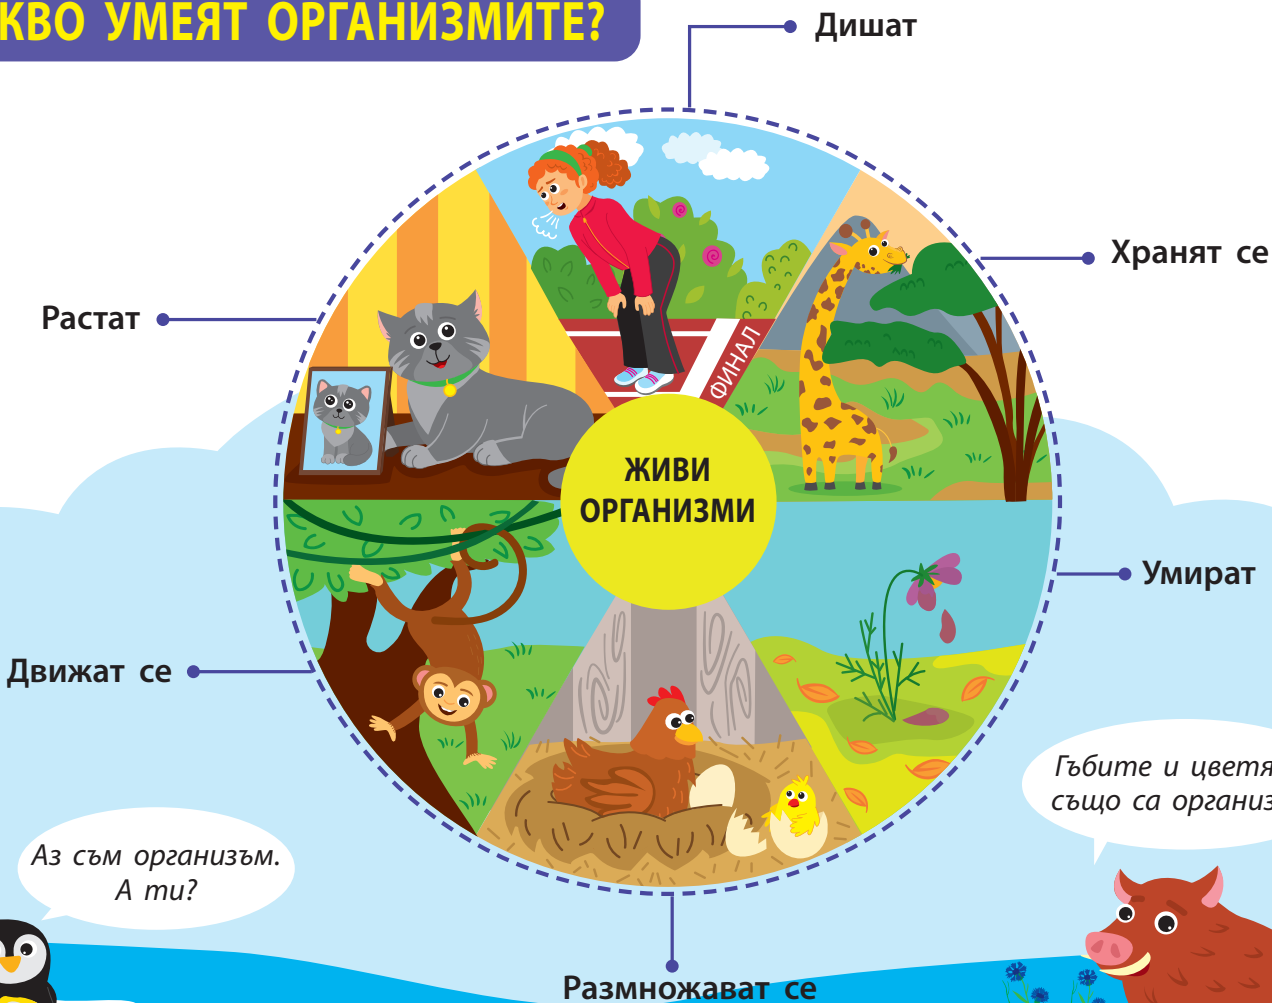 КВО УМЕЯТ ОРГАНИЗМИТЕ?
Дишат
Хранят се
Растат
ФИНАЛ
ЖИВИ
ОРГАНИЗМИ
Умират
Движат се
Гъбите и цветя
също са организ
Аз съм организъм.
А ти?
Размножават се